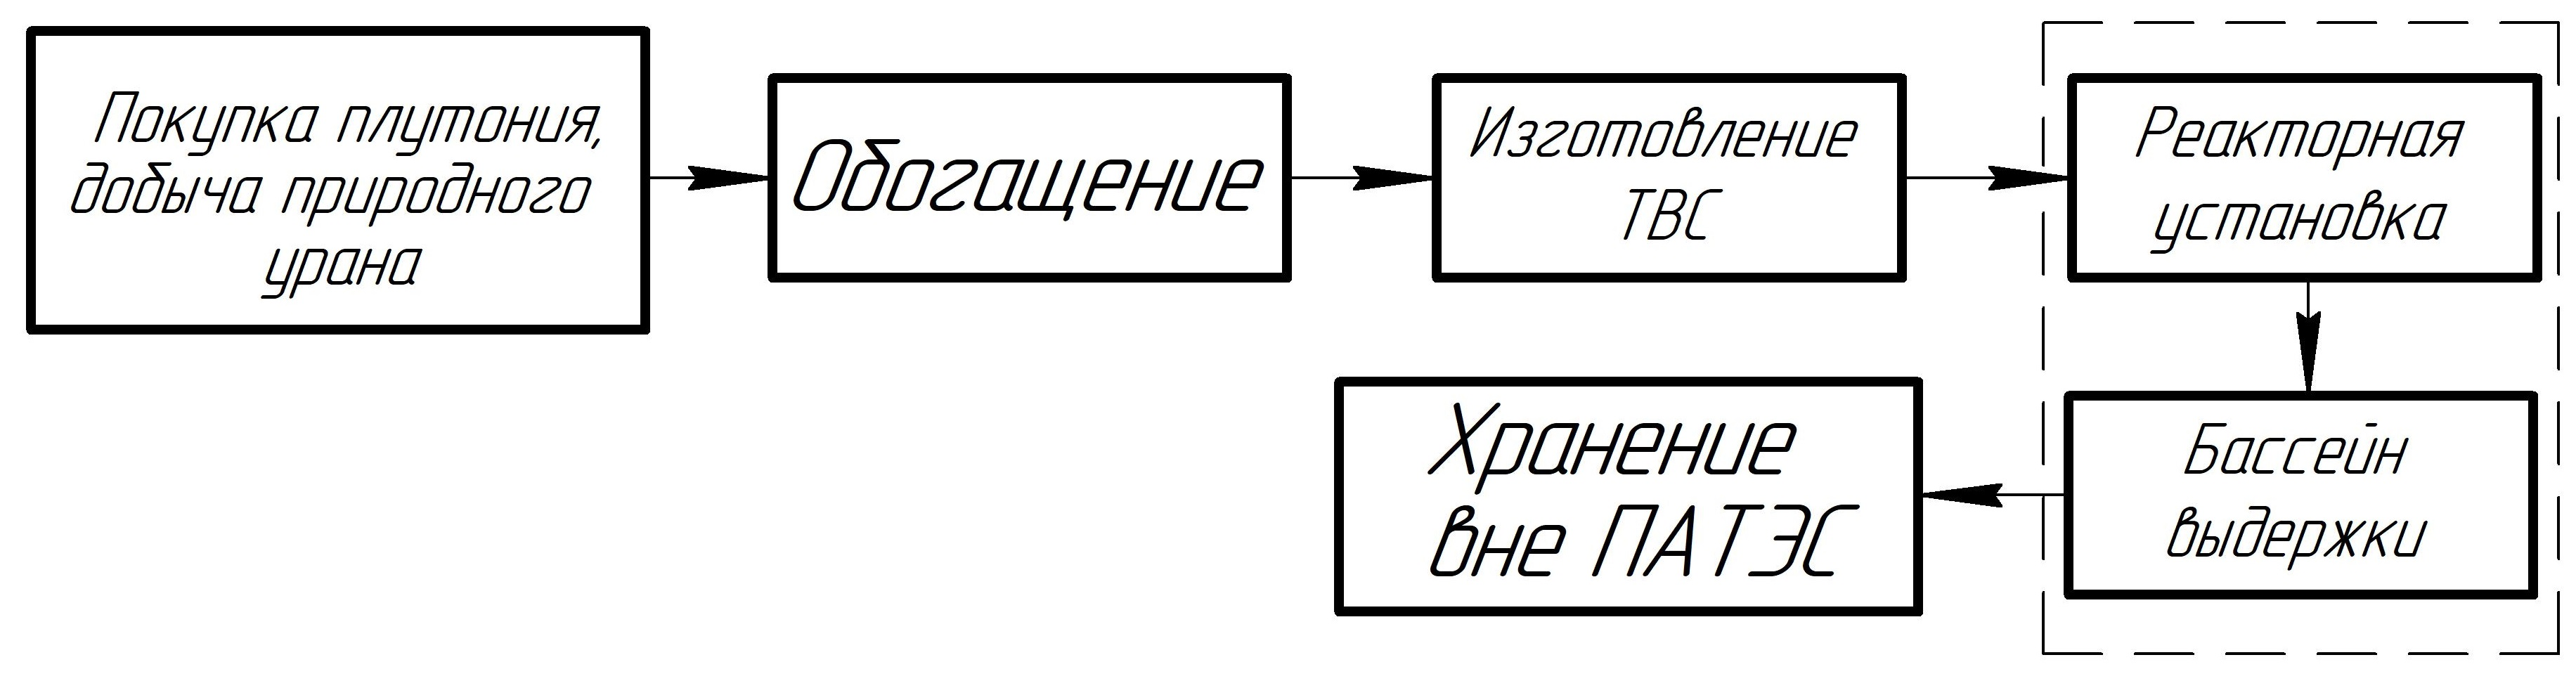 Покупка плутония,
добыча природного
урана
Обогащение
Изготовление
ТВС
Реакторная
установка
Бассейн
выдержки
Хранение
вне ПАТЭС